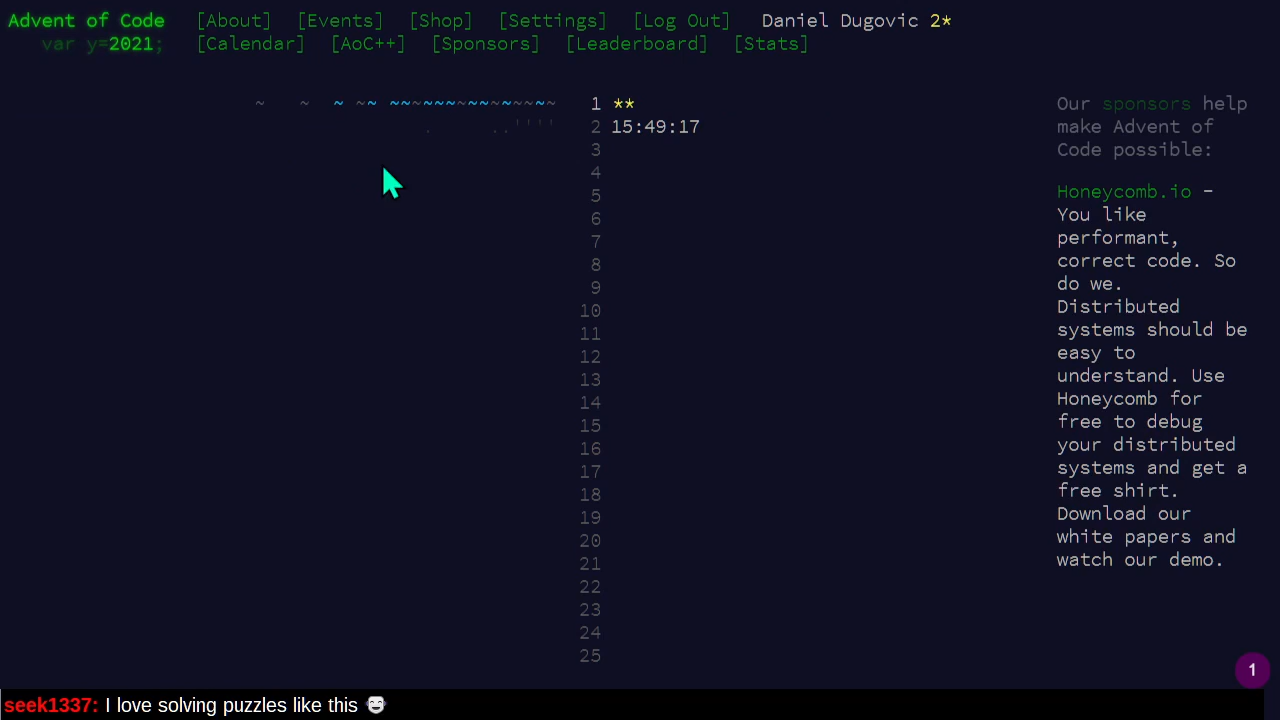 Advent of Code [About] [Events] [Shop] [Settings] [Log Out] Daniel Dugovic 2*
var y=2021; [Calendar] [AoC++] [Sponsors] [Leaderboard] [Stats]
~   ~  ~ ~~ ~~~~~~~~~~~~~~~ 1 **
.     ..'''' 2 15:49:17
3
4
5
6
7
8
9
10
11
12
13
14
15
16
17
18
19
20
21
22
23
24
25
Our sponsors help
make Advent of
Code possible:
Honeycomb.io -
You like
performant,
correct code. So
do we.
Distributed
systems should be
easy to
understand. Use
Honeycomb for
free to debug
your distributed
systems and get a
free shirt.
Download our
white papers and
watch our demo.
1
seek1337: I love solving puzzles like this